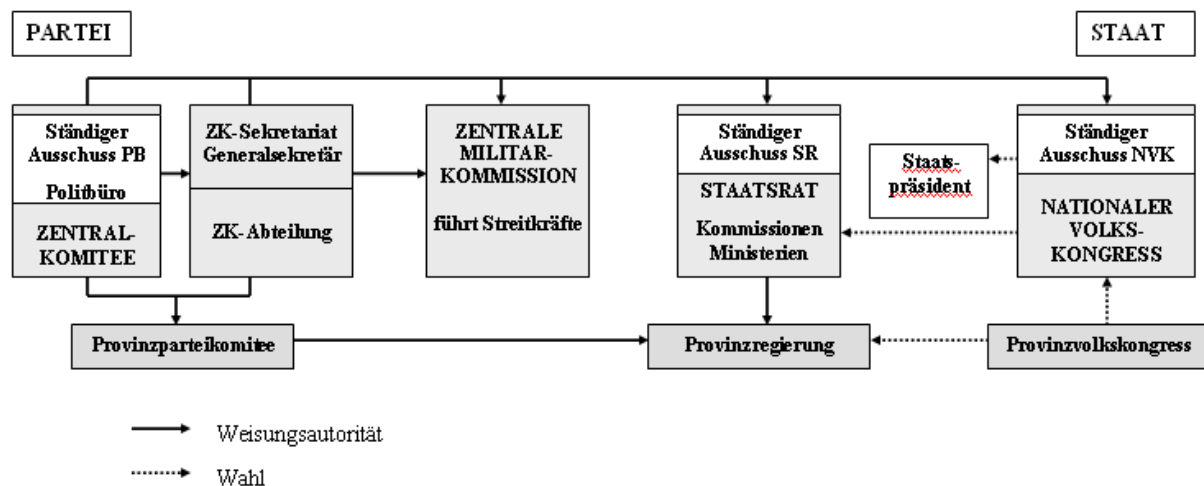 PARTEI
STAAT
Ständiger
Ausschuss PB
Politbüro
ZENTRAL-
KOMITEE
ZK-Sekretariat
Generalsekretär
ZK-Abteilung
ZENTRALE
MILITAR-
KOMMISSION
führt Streitkräfte
Ständiger
Ausschuss SR
STAATSRAT
Kommissionen
Ministerien
Staats-
präsident
Ständiger
Ausschuss NVK
NATIONALER
VOLKS-
KONGRESS
Provinzparteikomitee
Provinzregierung
Provinzvolkskongress
Weisungsautorität
Wahl